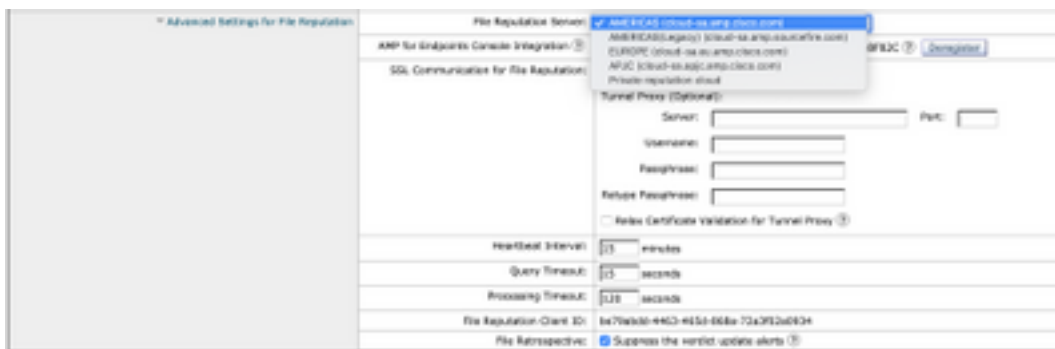 Advanced Settings for File Reputation
File Reputation Server:
✓ AMERICAS (cloud-sa.amp.cisco.com)
AMERICAS(Legacy) (cloud-sa.amp.sourcefire.com)
EUROPE (cloud-sa.eu.amp.cisco.com)
APJC (cloud-sa.apjc.amp.cisco.com)
Private reputation cloud
AMP for Endpoints Console Integration
Deregister
SSL Communication for File Reputation:
Tunnel Proxy (Optional):
Server:
Port:
Username:
Passphrase:
Retype Passphrase:
Relax Certificate Validation for Tunnel Proxy
Heartbeat Interval: 15 minutes
Query Timeout: 15 seconds
Processing Timeout: 120 seconds
File Reputation Client ID:
File Retrospective: Suppress the verdict update alerts